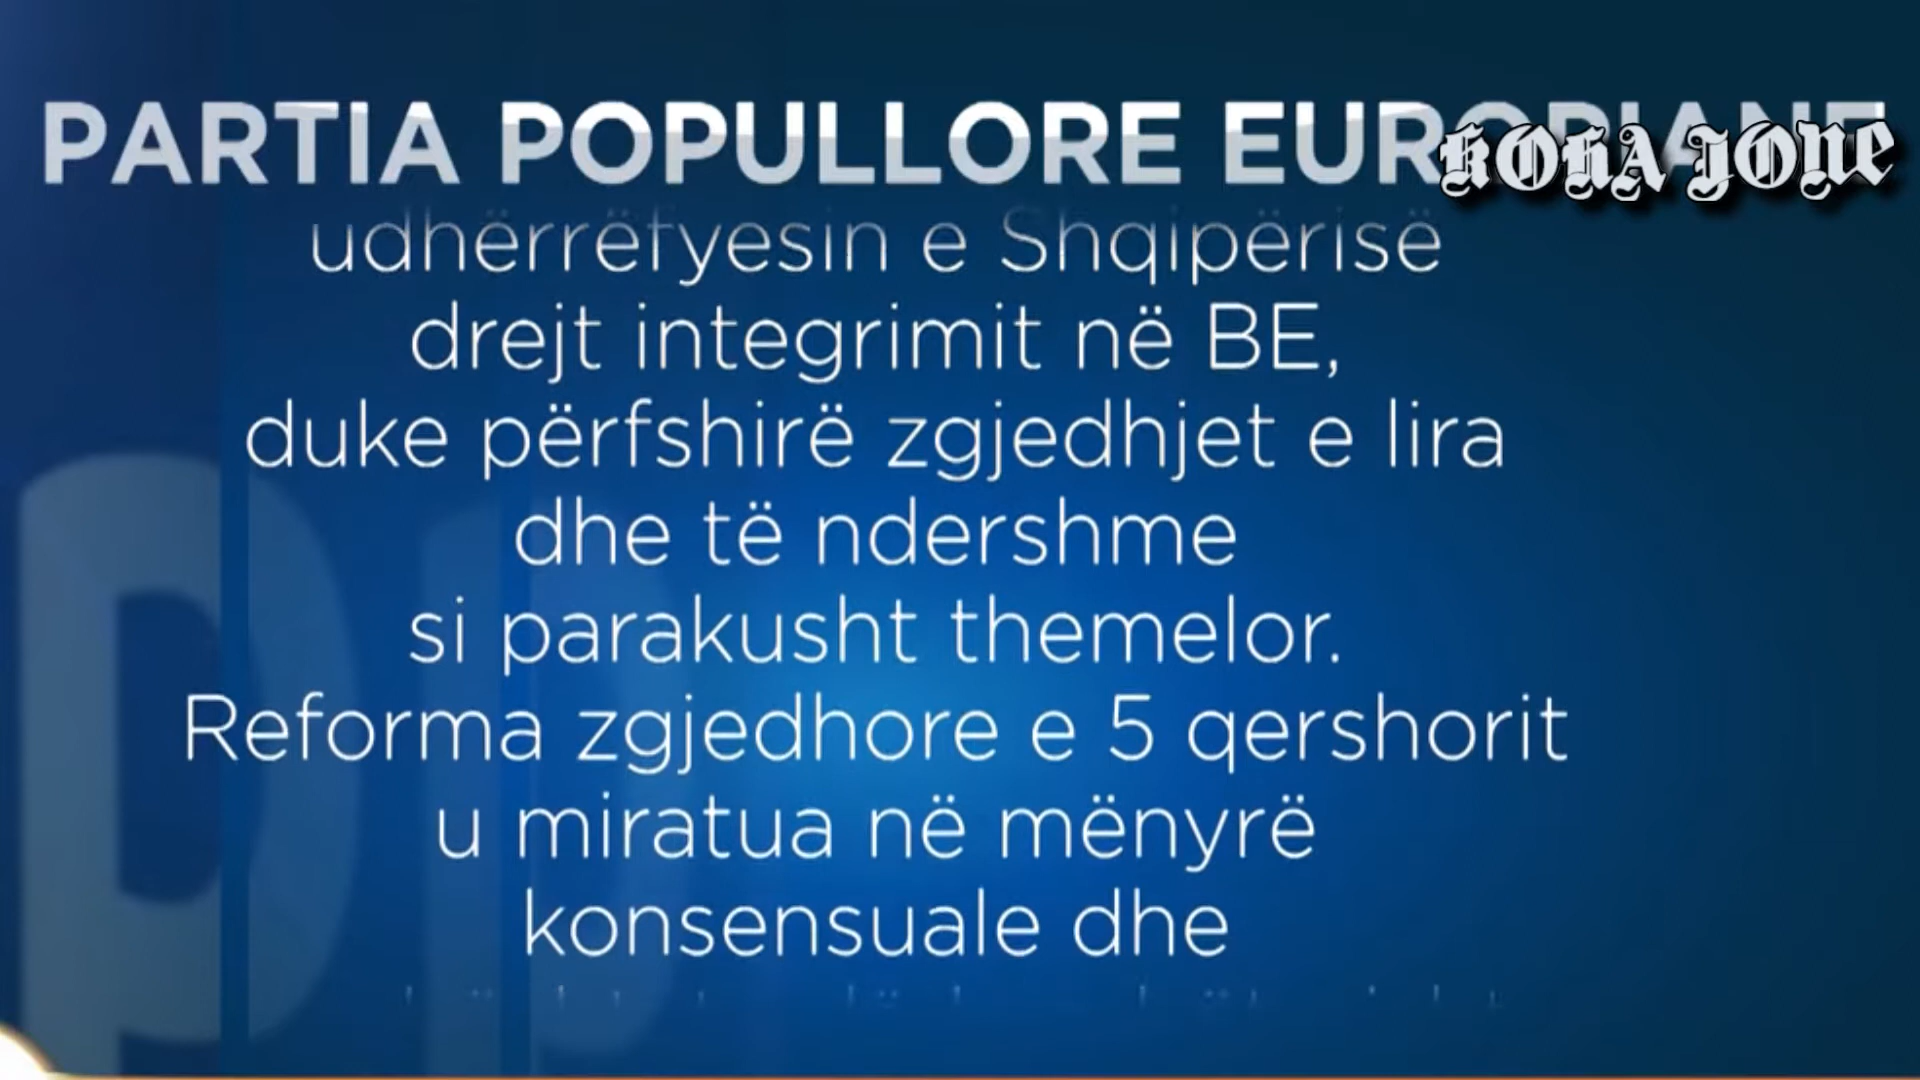 PARTIA POPULLORE EUROPIANE
KOHA JONE
udhërrëfyesin e Shqipërisë
drejt integrimit në BE,
duke përfshirë zgjedhjet e lira
dhe të ndershme
si parakusht themelor.
Reforma zgjedhore e 5 qershorit
u miratua në mënyrë
konsensuale dhe